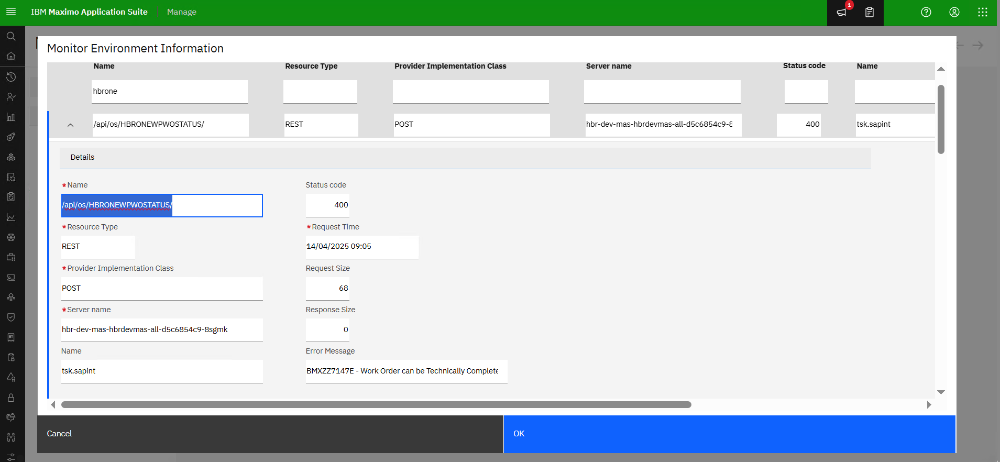 IBM Maximo Application Suite Manage
1
Monitor Environment Information
Name Resource Type Provider Implementation Class Server name Status code Name
hbrone
/api/os/HBRONEWPWOSTATUS/ REST POST hbr-dev-mas-hbrdevmas-all-d5c6854c9-8 400 tsk.sapint
Details
*Name Status code
/api/os/HBRONEWPWOSTATUS/ 400
*Resource Type *Request Time
REST 14/04/2025 09:05
*Provider Implementation Class Request Size
POST 68
*Server name Response Size
hbr-dev-mas-hbrdevmas-all-d5c6854c9-8sgmk 0
Name Error Message
tsk.sapint BMXZZ7147E - Work Order can be Technically Complete
Cancel OK